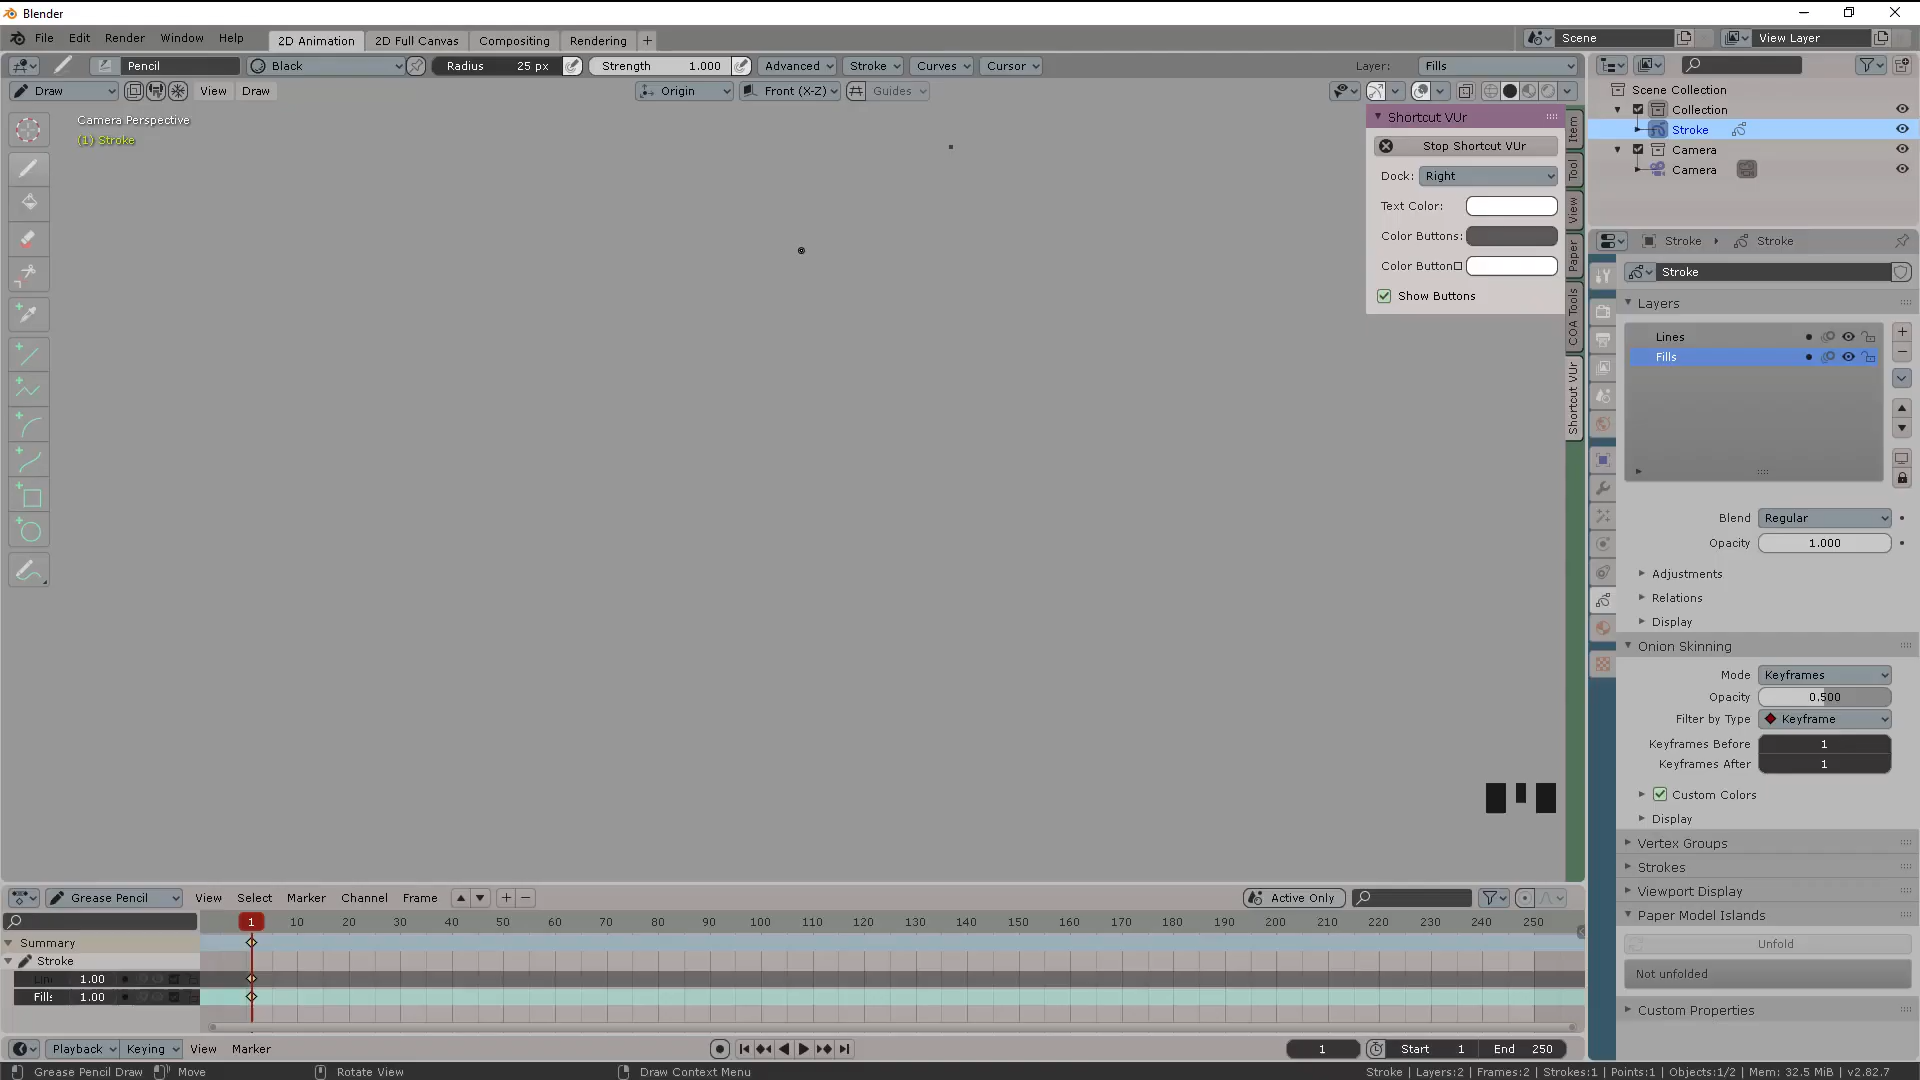 Blender
File Edit Render Window Help 2D Animation 2D Full Canvas Compositing Rendering + Scene View Layer
Pencil Black Radius 25 px Strength 1.000 Advanced Stroke Curves Cursor Layer: Fills
Draw View Draw Origin Front (X-Z) Guides
Camera Perspective
(1) Stroke
Shortcut VUr
Stop Shortcut VUr
Dock: Right
Text Color:
Color Buttons:
Color Button
Show Buttons
Item
Tool
View
Paper
COA Tools
Shortcut VUr
Scene Collection
Collection
Stroke
Camera
Camera
Stroke Stroke
Stroke
Layers
Lines
Fills
Blend Regular
Opacity 1.000
Adjustments
Relations
Display
Onion Skinning
Mode Keyframes
Opacity 0.500
Filter by Type Keyframe
Keyframes Before 1
Keyframes After 1
Custom Colors
Display
Vertex Groups
Strokes
Viewport Display
Paper Model Islands
Unfold
Not unfolded
Custom Properties
Grease Pencil View Select Marker Channel Frame Active Only
1 10 20 30 40 50 60 70 80 90 100 110 120 130 140 150 160 170 180 190 200 210 220 230 240 250
Summary
Stroke
1.00
Fills 1.00
Playback Keying View Marker 1 Start 1 End 250
Grease Pencil Draw Move Rotate View Draw Context Menu Stroke | Layers:2 | Frames:2 | Strokes:1 | Points:1 | Objects:1/2 | Mem: 32.5 MiB | v2.82.7